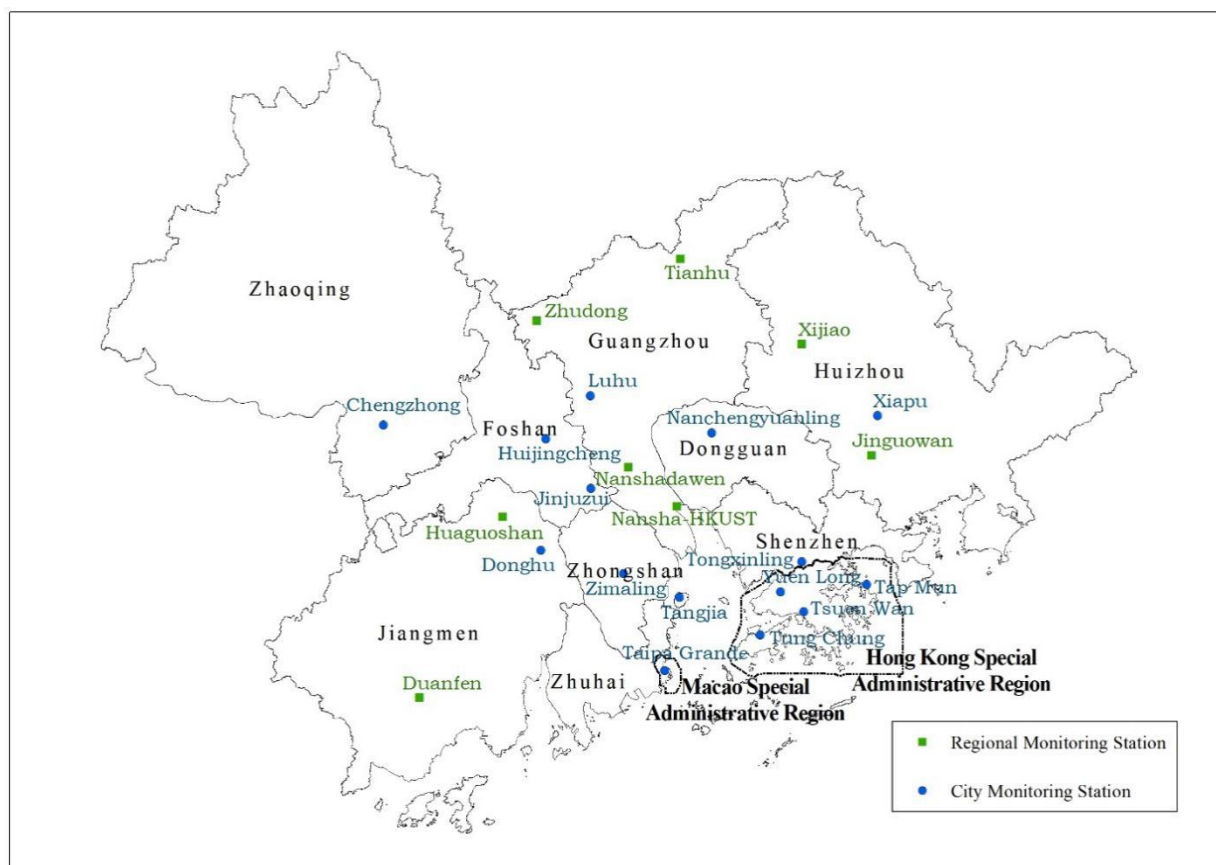 Tianhu
Zhaoqing
Zhudong
Guangzhou
Xijiao
Huizhou
Luhu
Xiapu
Chengzhong
Nanchengyuanling
Foshan
Dongguan
Jinguowan
Huijingcheng
Nanshadawen
Jinjuzui
Nansha-HKUST
Huaguoshan
Shenzhen
Donghu
Tongxinling
Zhongshan
Yuen Long
Zimaling
Tap Mun
Tangjia
Tsuen Wan
Jiangmen
Tung Chung
Taipa Grande
Hong Kong Special
Administrative Region
Duanfen
Zhuhai
Macao Special
Administrative Region
Regional Monitoring Station
City Monitoring Station